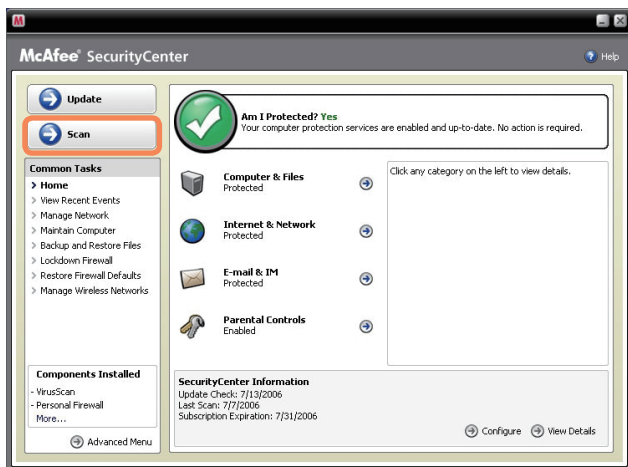 M
McAfee® SecurityCenter
Help
Update
Scan
Common Tasks
Home
View Recent Events
Manage Network
Maintain Computer
Backup and Restore Files
Lockdown Firewall
Restore Firewall Defaults
Manage Wireless Networks
Components Installed
- VirusScan
- Personal Firewall
More...
Advanced Menu
Am I Protected? Yes
Your computer protection services are enabled and up-to-date. No action is required.
Computer & Files
Protected
Internet & Network
Protected
E-mail & IM
Protected
Parental Controls
Enabled
Click any category on the left to view details.
SecurityCenter Information
Update Check: 7/13/2006
Last Scan: 7/7/2006
Subscription Expiration: 7/31/2006
Configure
View Details